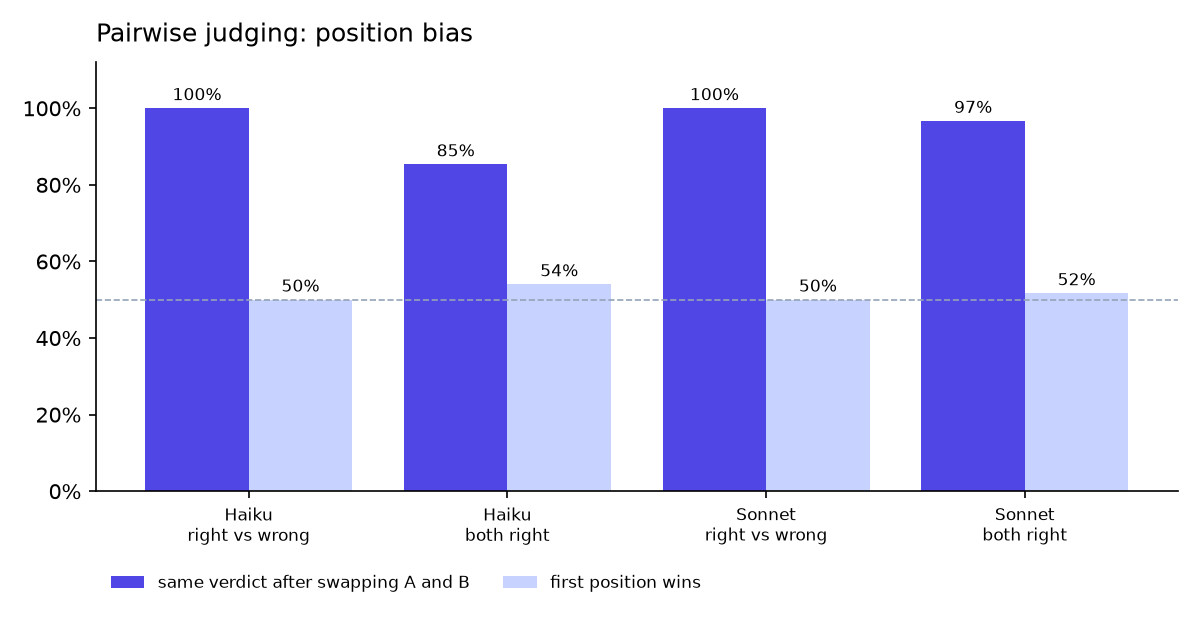 Pairwise judging: position bias
100%
80%
60%
40%
20%
0%
100%
50%
85%
54%
100%
50%
97%
52%
Haiku
right vs wrong
Haiku
both right
Sonnet
right vs wrong
Sonnet
both right
same verdict after swapping A and B
first position wins